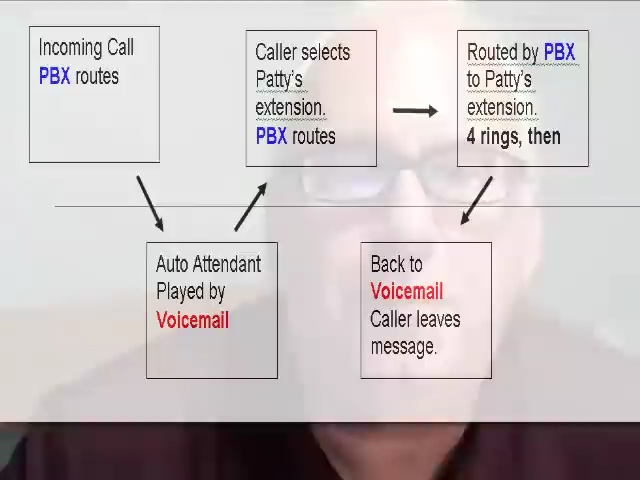 Incoming Call
PBX routes
Auto Attendant
Played by
Voicemail
Caller selects
Patty's
extension.
PBX routes
Routed by PBX
to Patty's
extension.
4 rings, then
Back to
Voicemail
Caller leaves
message.